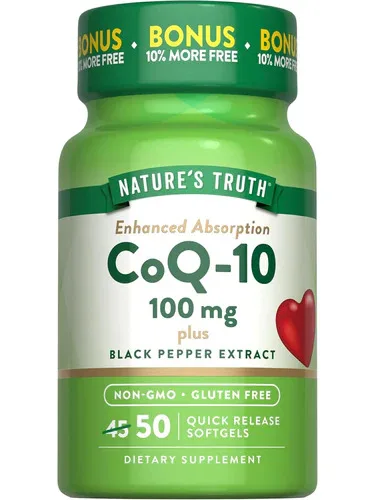 BONUS • BONUS • BONUS
10% MORE FREE 10% MORE FREE 10% MORE FREE
NATURE'S TRUTH®
Enhanced Absorption
CoQ-10
100 mg
plus
BLACK PEPPER EXTRACT
NON-GMO • GLUTEN FREE
45 50 QUICK RELEASE
SOFTGELS
DIETARY SUPPLEMENT